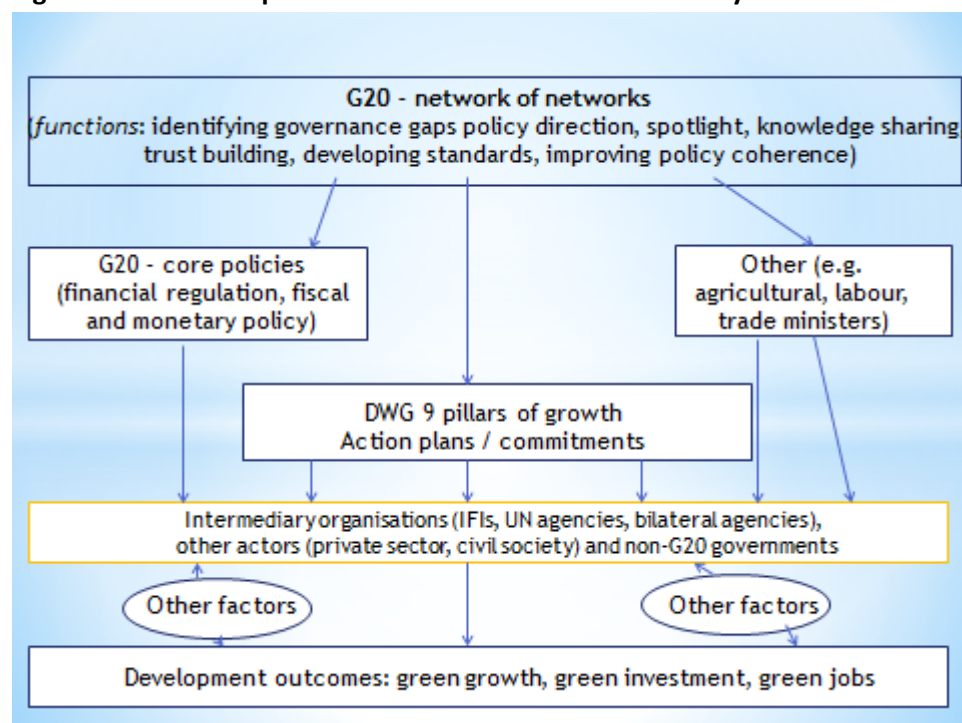 G20 - network of networks
(functions: identifying governance gaps policy direction, spotlight, knowledge sharing,
trust building, developing standards, improving policy coherence)
G20 - core policies
(financial regulation, fiscal
and monetary policy)
Other (e.g.
agricultural, labour,
trade ministers)
DWG 9 pillars of growth
Action plans / commitments
Intermediary organisations (IFIs, UN agencies, bilateral agencies),
other actors (private sector, civil society) and non-G20 governments
Other factors
Other factors
Development outcomes: green growth, green investment, green jobs